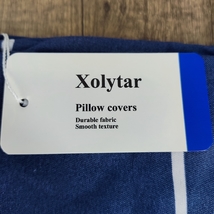 Xolytar
Pillow covers
Durable fabric
Smooth texture